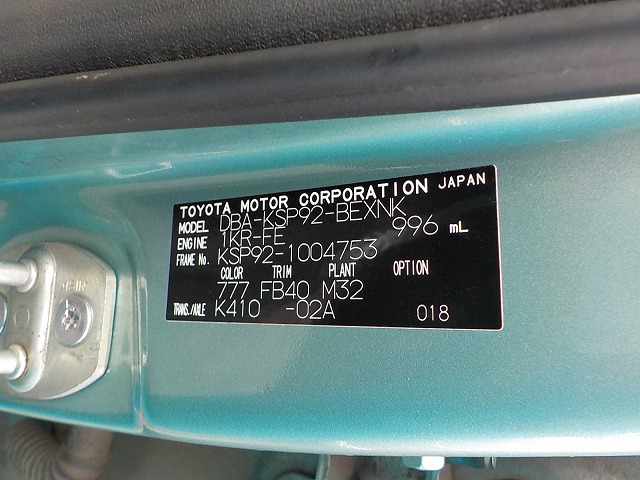 TOYOTA MOTOR CORPORATION JAPAN
MODEL DBA-KSP92-BEXNK
ENGINE 1KR-FE 996 mL
FRAME No. KSP92-1004753
COLOR TRIM PLANT OPTION
777 FB40 M32
TRANS./AXLE K410 -02A 018
AISIN